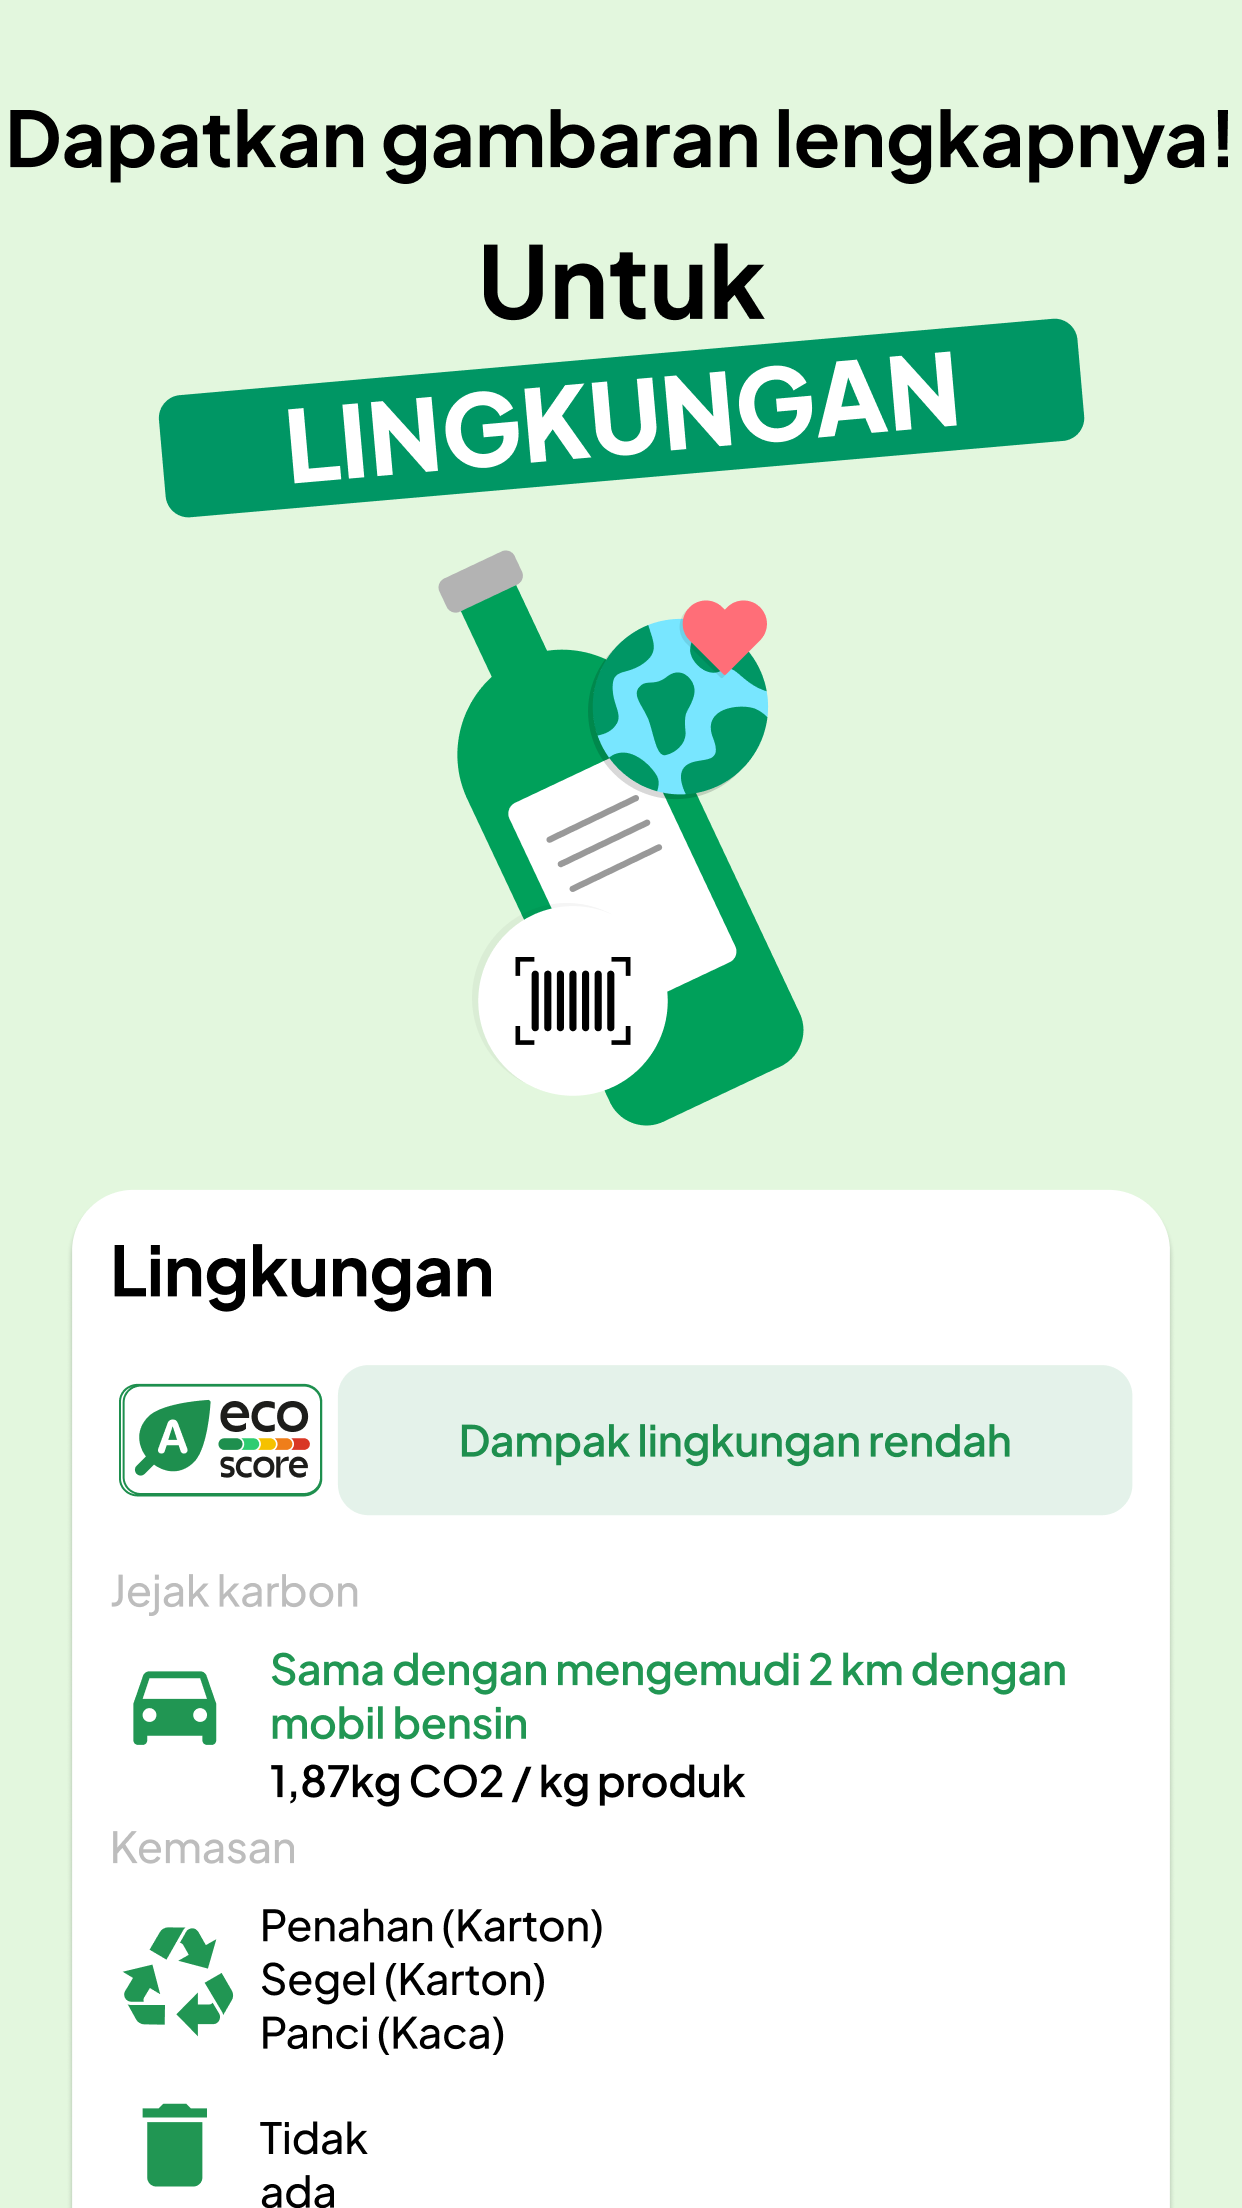 Dapatkan gambaran lengkapnya!
Untuk
LINGKUNGAN
Lingkungan
A eco
score
Dampak lingkungan rendah
Jejak karbon
Sama dengan mengemudi 2 km dengan
mobil bensin
1,87kg CO2 / kg produk
Kemasan
Penahan (Karton)
Segel (Karton)
Panci (Kaca)
Tidak
ada